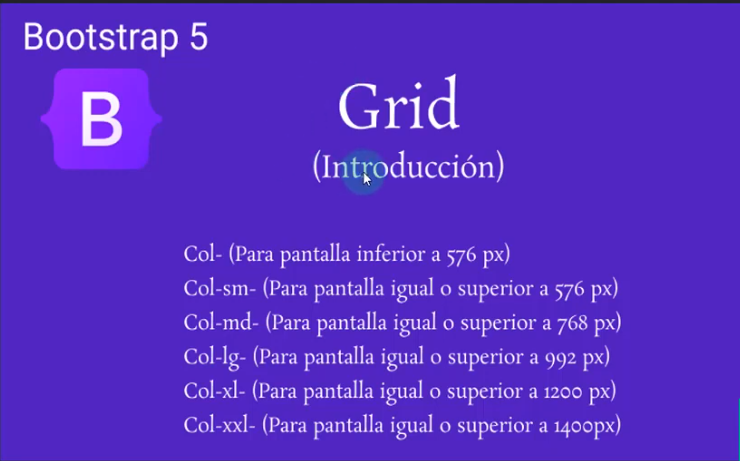 Bootstrap 5
B
Grid
(Introducción)
Col- (Para pantalla inferior a 576 px)
Col-sm- (Para pantalla igual o superior a 576 px)
Col-md- (Para pantalla igual o superior a 768 px)
Col-lg- (Para pantalla igual o superior a 992 px)
Col-xl- (Para pantalla igual o superior a 1200 px)
Col-xxl- (Para pantalla igual o superior a 1400px)